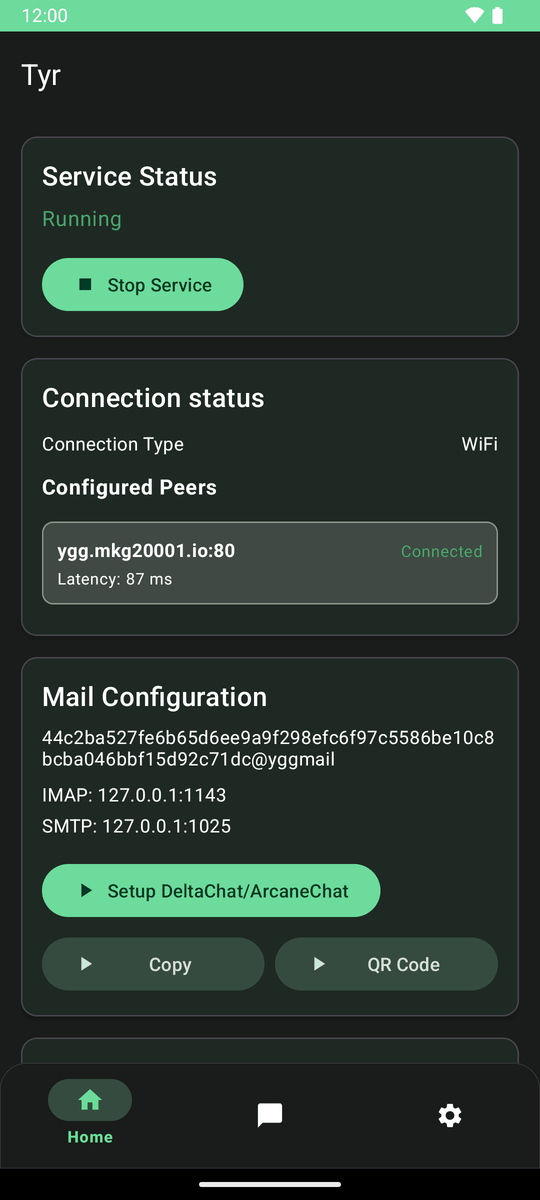 12:00
Tyr
Service Status
Running
Stop Service
Connection status
Connection Type WiFi
Configured Peers
ygg.mkg20001.io:80 Connected
Latency: 87 ms
Mail Configuration
44c2ba527fe6b65d6ee9a9f298efc6f97c5586be10c8
bcba046bbf15d92c71dc@yggmail
IMAP: 127.0.0.1:1143
SMTP: 127.0.0.1:1025
Setup DeltaChat/ArcaneChat
Copy QR Code
Home